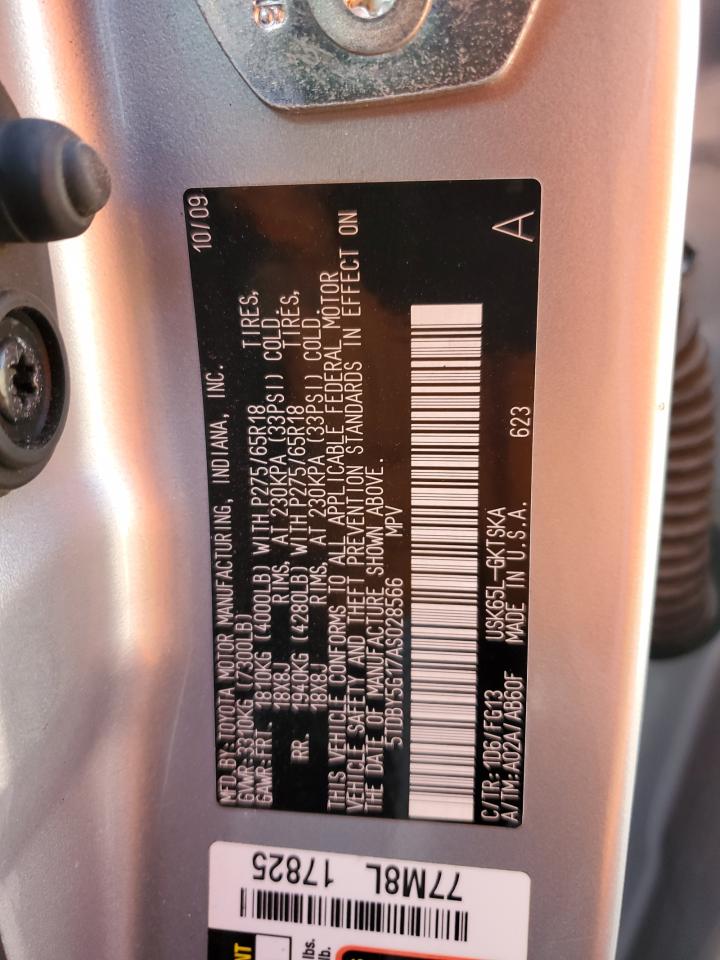 MFD. BY: TOYOTA MOTOR MANUFACTURING, INDIANA, INC. 10/09
GVWR: 3310KG (7300LB)
GAWR: FRT. 1810KG (4000LB) WITH P275/65R18 TIRES,
18X8J RIMS, AT 230KPA (33PSI) COLD.
RR. 1940KG (4280LB) WITH P275/65R18 TIRES,
18X8J RIMS, AT 230KPA (33PSI) COLD.
THIS VEHICLE CONFORMS TO ALL APPLICABLE FEDERAL MOTOR
VEHICLE SAFETY AND THEFT PREVENTION STANDARDS IN EFFECT ON
THE DATE OF MANUFACTURE SHOWN ABOVE.
5TDBY5G17AS028566 MPV
C/TR: 1D6/FG13 USK65L-GKTSKA
A/TM: A02A/AB60F MADE IN U.S.A. 623 A
77M8L
17825
NT
lbs.
lb.